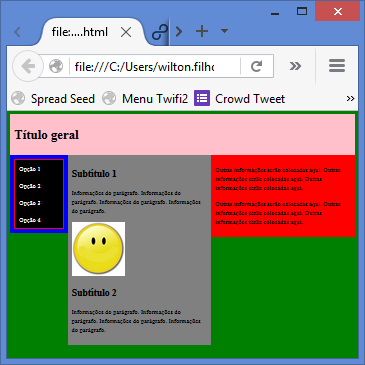 file:....html
file:///C:/Users/wilton.filho
Spread Seed
Menu Twifi2
Crowd Tweet
Título geral
Opção 1
Opção 2
Opção 3
Opção 4
Subtítulo 1
Informações do parágrafo. Informações do
parágrafo. Informações do parágrafo.
Informações do parágrafo.
Subtítulo 2
Informações do parágrafo. Informações do
parágrafo. Informações do parágrafo.
Informações do parágrafo.
Outras informações serão colocadas aqui. Outras
informações serão colocadas aqui. Outras
informações serão colocadas aqui.
Outras informações serão colocadas aqui. Outras
informações serão colocadas aqui. Outras
informações serão colocadas aqui.